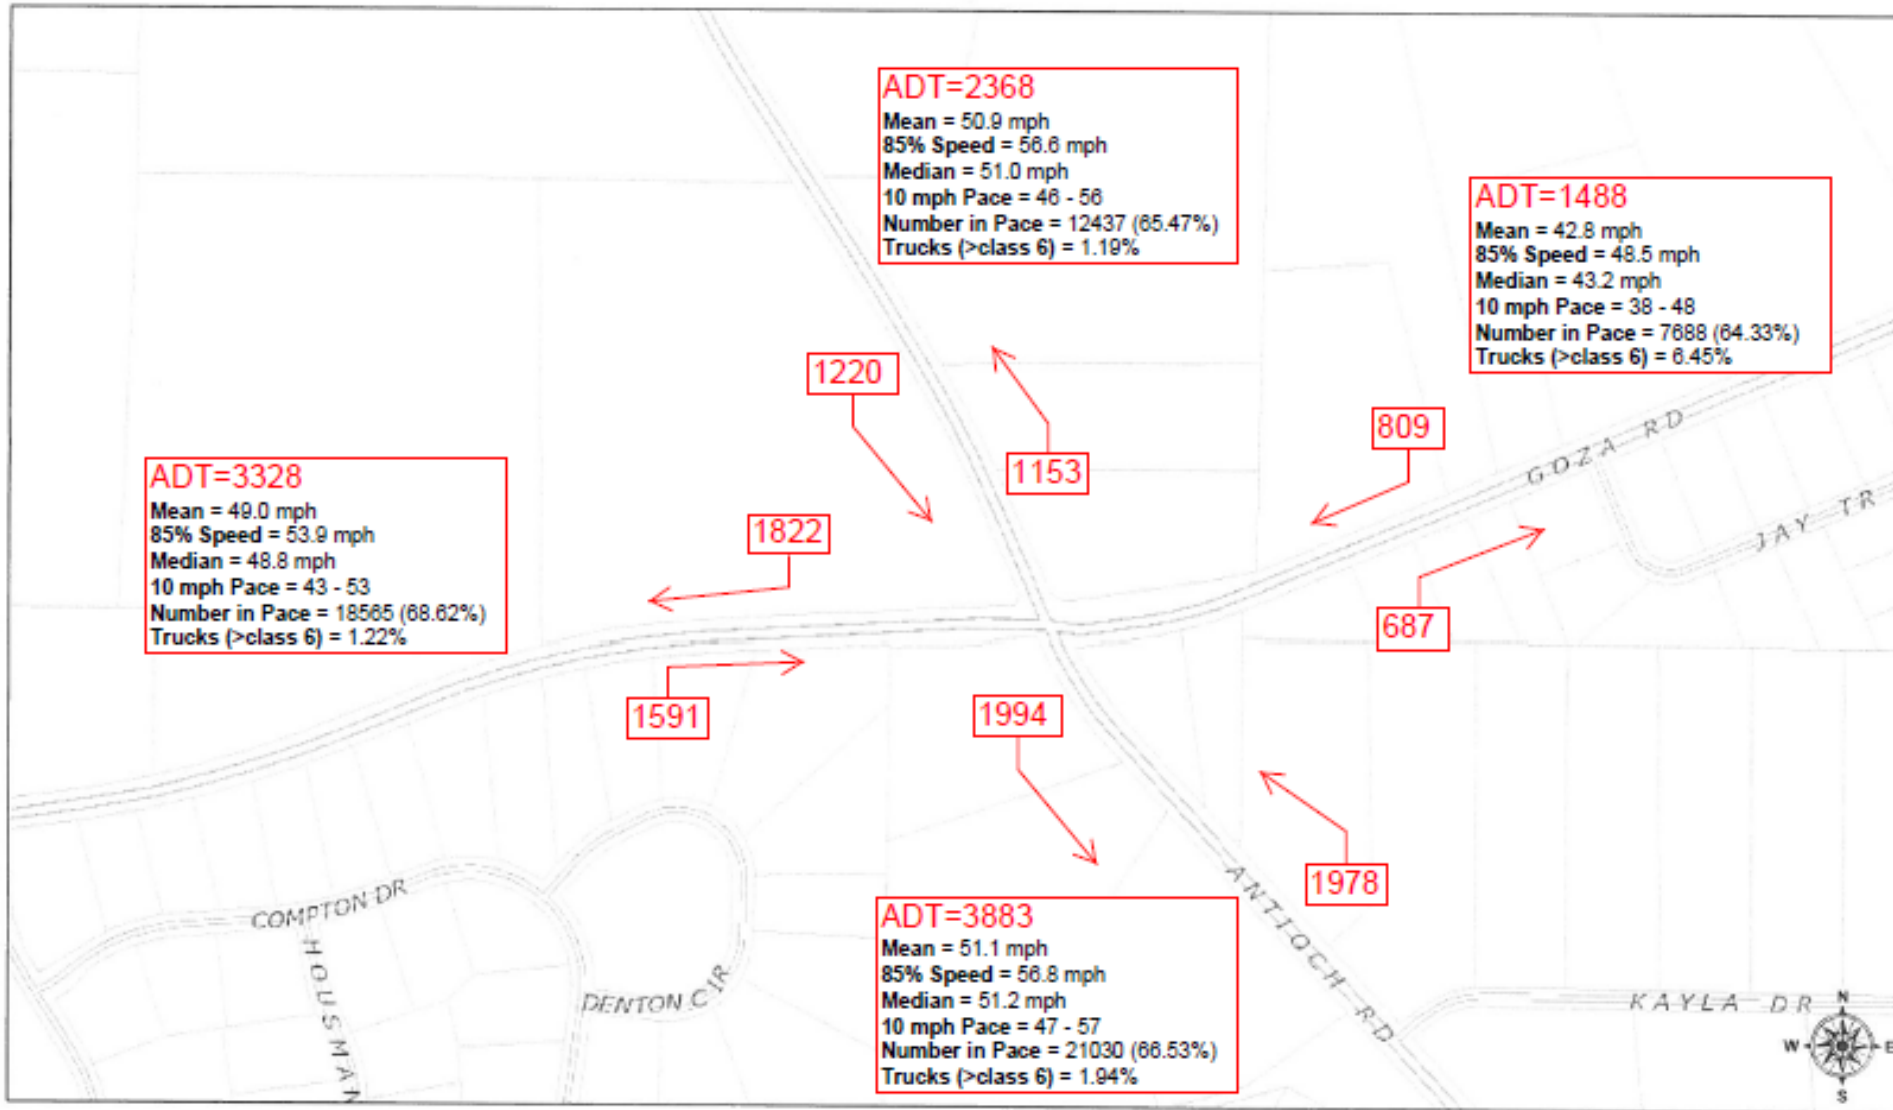 ADT=2368
Mean = 50.9 mph
85% Speed = 56.6 mph
Median = 51.0 mph
10 mph Pace = 46 - 56
Number in Pace = 12437 (65.47%)
Trucks (>class 6) = 1.19%
ADT=1488
Mean = 42.8 mph
85% Speed = 48.5 mph
Median = 43.2 mph
10 mph Pace = 38 - 48
Number in Pace = 7688 (64.33%)
Trucks (>class 6) = 6.45%
1220
1153
809
GOZA RD
JAY TR
ADT=3328
Mean = 49.0 mph
85% Speed = 53.9 mph
Median = 48.8 mph
10 mph Pace = 43 - 53
Number in Pace = 18565 (68.62%)
Trucks (>class 6) = 1.22%
1822
687
1591
1994
1978
ANTIOCH RD
COMPTON DR
HOUSMAN
DENTON CIR
ADT=3883
Mean = 51.1 mph
85% Speed = 56.8 mph
Median = 51.2 mph
10 mph Pace = 47 - 57
Number in Pace = 21030 (66.53%)
Trucks (>class 6) = 1.94%
KAYLA DR
N
W E
S